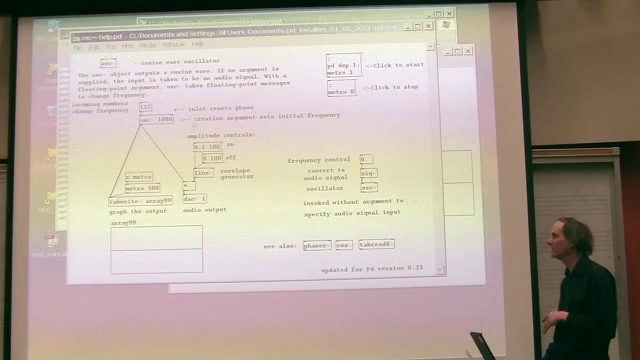 osc~-help.pd - C:/Documents and Settings/All Users/Documents.pd
File Edit Find Media Window Help
osc~ - cosine wave oscillator
The osc~ object outputs a cosine wave. If no argument is
supplied, the input is taken to be an audio signal. With a
floating-point argument, osc~ takes floating-point messages
to change frequency.
;
pd dsp 1;
metro 1
<-Click to start
;
metro 0
<-Click to stop
incoming numbers
change frequency
<-- inlet resets phase
osc~ 1000
<-- creation argument sets initial frequency
amplitude controls:
0.1 100 on
0 100 off
line~ envelope
generator
r metro
metro 500
*~
tabwrite~ array99
dac~ 1
graph the output
audio output
array99
frequency control 0
convert to
audio signal
sig~
oscillator osc~
invoked without argument to
specify audio signal input
see also: phasor~ cos~ tabread4~
updated for Pd version 0.33